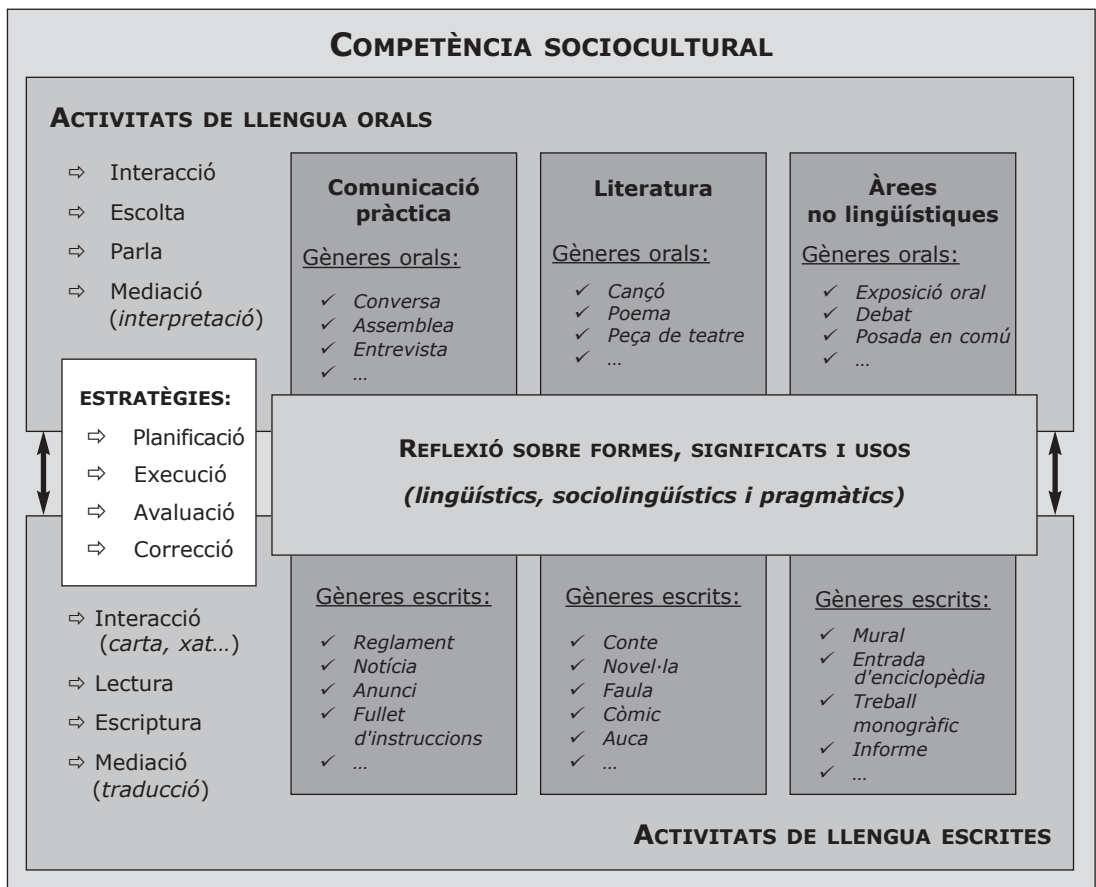 COMPETÈNCIA SOCIOCULTURAL
ACTIVITATS DE LLENGUA ORALS
⇨ Interacció
⇨ Escolta
⇨ Parla
⇨ Mediació
(interpretació)
Comunicació
pràctica
Gèneres orals:
✓ Conversa
✓ Assemblea
✓ Entrevista
✓ ...
Literatura
Gèneres orals:
✓ Cançó
✓ Poema
✓ Peça de teatre
✓ ...
Àrees
no lingüístiques
Gèneres orals:
✓ Exposició oral
✓ Debat
✓ Posada en comú
✓ ...
ESTRATÈGIES:
⇨ Planificació
⇨ Execució
⇨ Avaluació
⇨ Correcció
REFLEXIÓ SOBRE FORMES, SIGNIFICATS I USOS
(lingüístics, sociolingüístics i pragmàtics)
⇨ Interacció
(carta, xat...)
⇨ Lectura
⇨ Escriptura
⇨ Mediació
(traducció)
Gèneres escrits:
✓ Reglament
✓ Notícia
✓ Anunci
✓ Fullet
d'instruccions
✓ ...
Gèneres escrits:
✓ Conte
✓ Novel·la
✓ Faula
✓ Còmic
✓ Auca
✓ ...
Gèneres escrits:
✓ Mural
✓ Entrada
d'enciclopèdia
✓ Treball
monogràfic
✓ Informe
✓ ...
ACTIVITATS DE LLENGUA ESCRITES